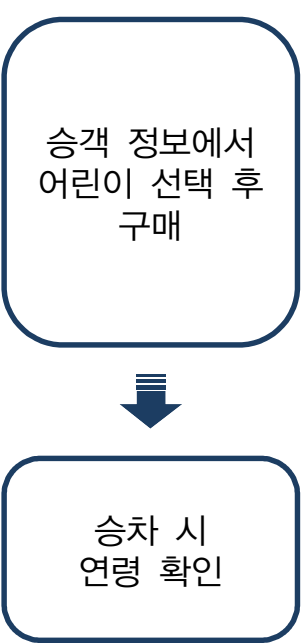 승객 정보에서
어린이 선택 후
구매
승차 시
연령 확인